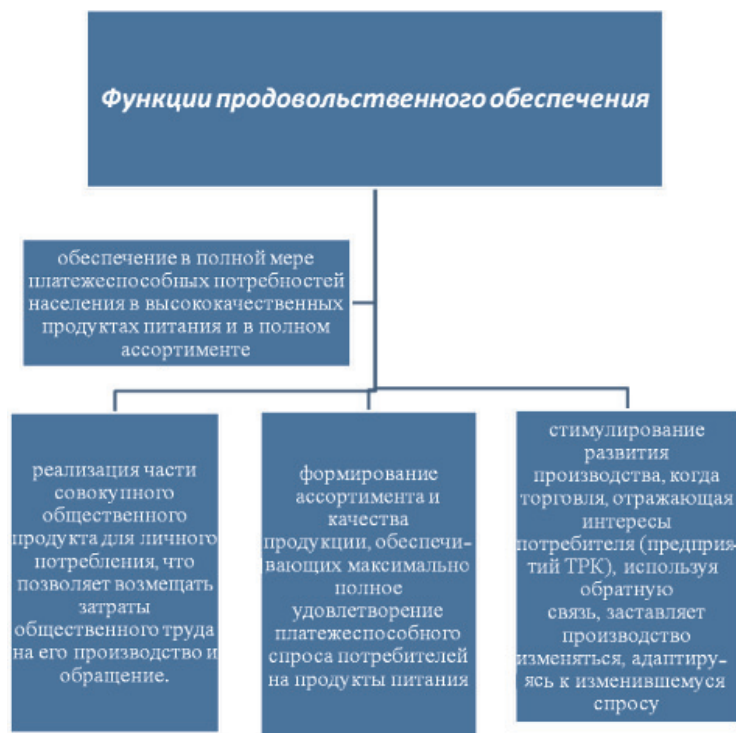 Функции продовольственного обеспечения
обеспечение в полной мере
платежеспособных потребностей
населения в высококачественных
продуктах питания и в полном
ассортименте
реализация части
совокупного
общественного
продукта для личного
потребления, что
позволяет возмещать
затраты
общественного труда
на его производство и
обращение.
формирование
ассортимента и
качества
продукции, обеспечи-
вающих максимально
полное
удовлетворение
платежеспособного
спроса потребителей
на продукты питания
стимулирование
развития
производства, когда
торговля, отражающая
интересы
потребителя (предприя-
тий ТРК), используя
обратную
связь, заставляет
производство
изменяться, адаптиру-
ясь к изменившемуся
спросу